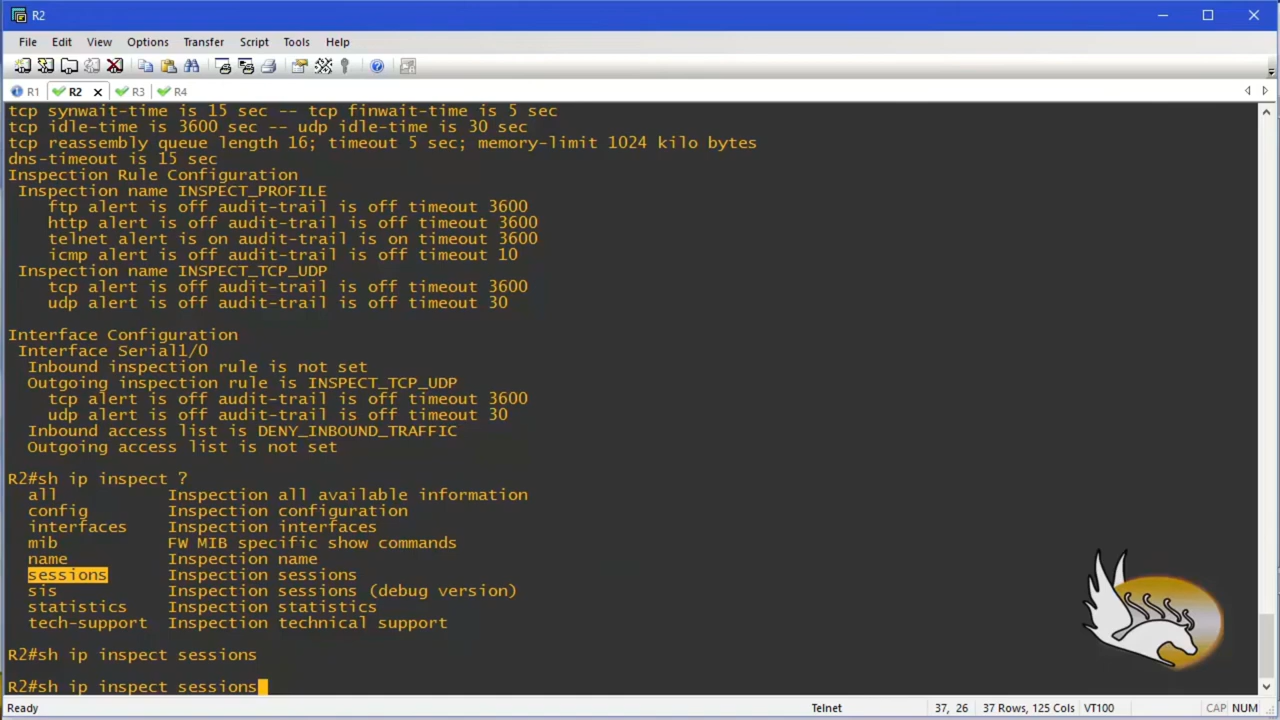 R2
File Edit View Options Transfer Script Tools Help
R1 R2 R3 R4
tcp synwait-time is 15 sec -- tcp finwait-time is 5 sec
tcp idle-time is 3600 sec -- udp idle-time is 30 sec
tcp reassembly queue length 16; timeout 5 sec; memory-limit 1024 kilo bytes
dns-timeout is 15 sec
Inspection Rule Configuration
Inspection name INSPECT_PROFILE
ftp alert is off audit-trail is off timeout 3600
http alert is off audit-trail is off timeout 3600
telnet alert is on audit-trail is on timeout 3600
icmp alert is off audit-trail is off timeout 10
Inspection name INSPECT_TCP_UDP
tcp alert is off audit-trail is off timeout 3600
udp alert is off audit-trail is off timeout 30
Interface Configuration
Interface Serial1/0
Inbound inspection rule is not set
Outgoing inspection rule is INSPECT_TCP_UDP
tcp alert is off audit-trail is off timeout 3600
udp alert is off audit-trail is off timeout 30
Inbound access list is DENY_INBOUND_TRAFFIC
Outgoing access list is not set
R2#sh ip inspect ?
all Inspection all available information
config Inspection configuration
interfaces Inspection interfaces
mib FW MIB specific show commands
name Inspection name
sessions Inspection sessions
sis Inspection sessions (debug version)
statistics Inspection statistics
tech-support Inspection technical support
R2#sh ip inspect sessions
R2#sh ip inspect sessions
Ready Telnet 37, 26 37 Rows, 125 Cols VT100 CAP NUM